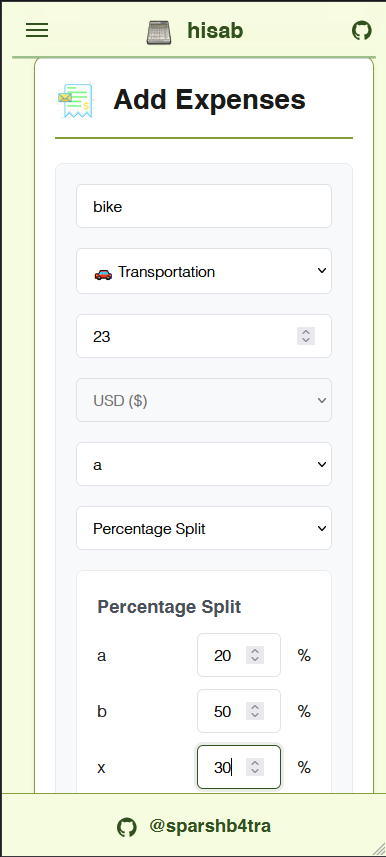 hisab
Add Expenses
bike
Transportation
23
USD ($)
a
Percentage Split
Percentage Split
a 20 %
b 50 %
x 30 %
@sparshb4tra